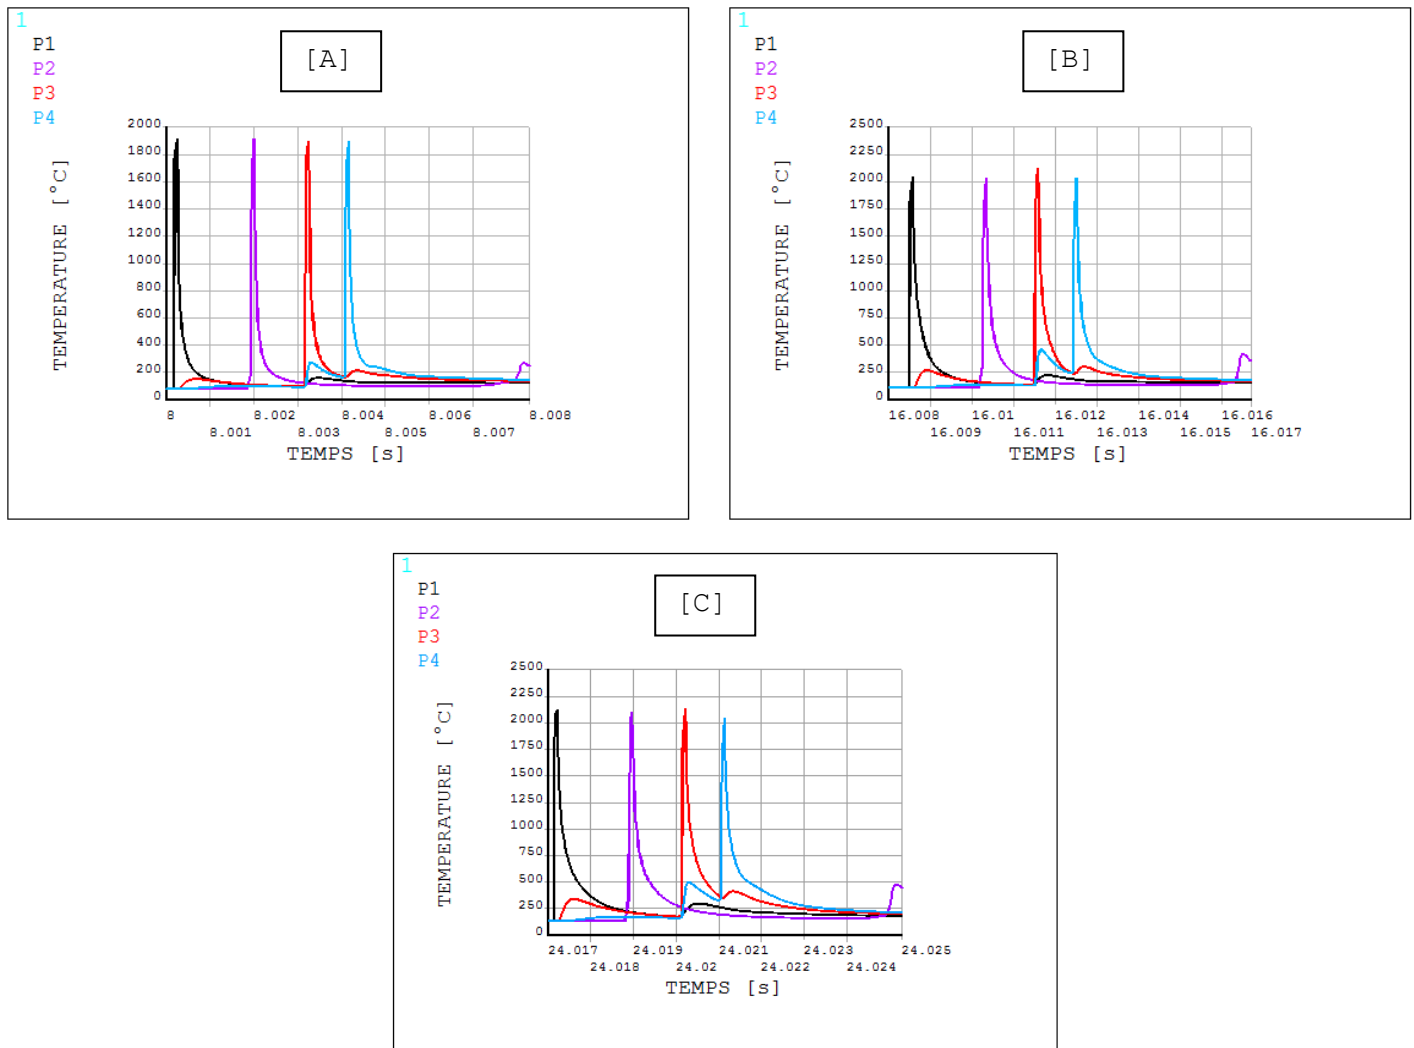 1
P1
P2
P3
P4
[A]
TEMPERATURE [°C]
2000
1800
1600
1400
1200
1000
800
600
400
200
0
8 8.002 8.004 8.006 8.008
8.001 8.003 8.005 8.007
TEMPS [s]
1
P1
P2
P3
P4
[B]
TEMPERATURE [°C]
2500
2250
2000
1750
1500
1250
1000
750
500
250
0
16.008 16.01 16.012 16.014 16.016
16.009 16.011 16.013 16.015 16.017
TEMPS [s]
1
P1
P2
P3
P4
[C]
TEMPERATURE [°C]
2500
2250
2000
1750
1500
1250
1000
750
500
250
0
24.017 24.019 24.021 24.023 24.025
24.018 24.02 24.022 24.024
TEMPS [s]